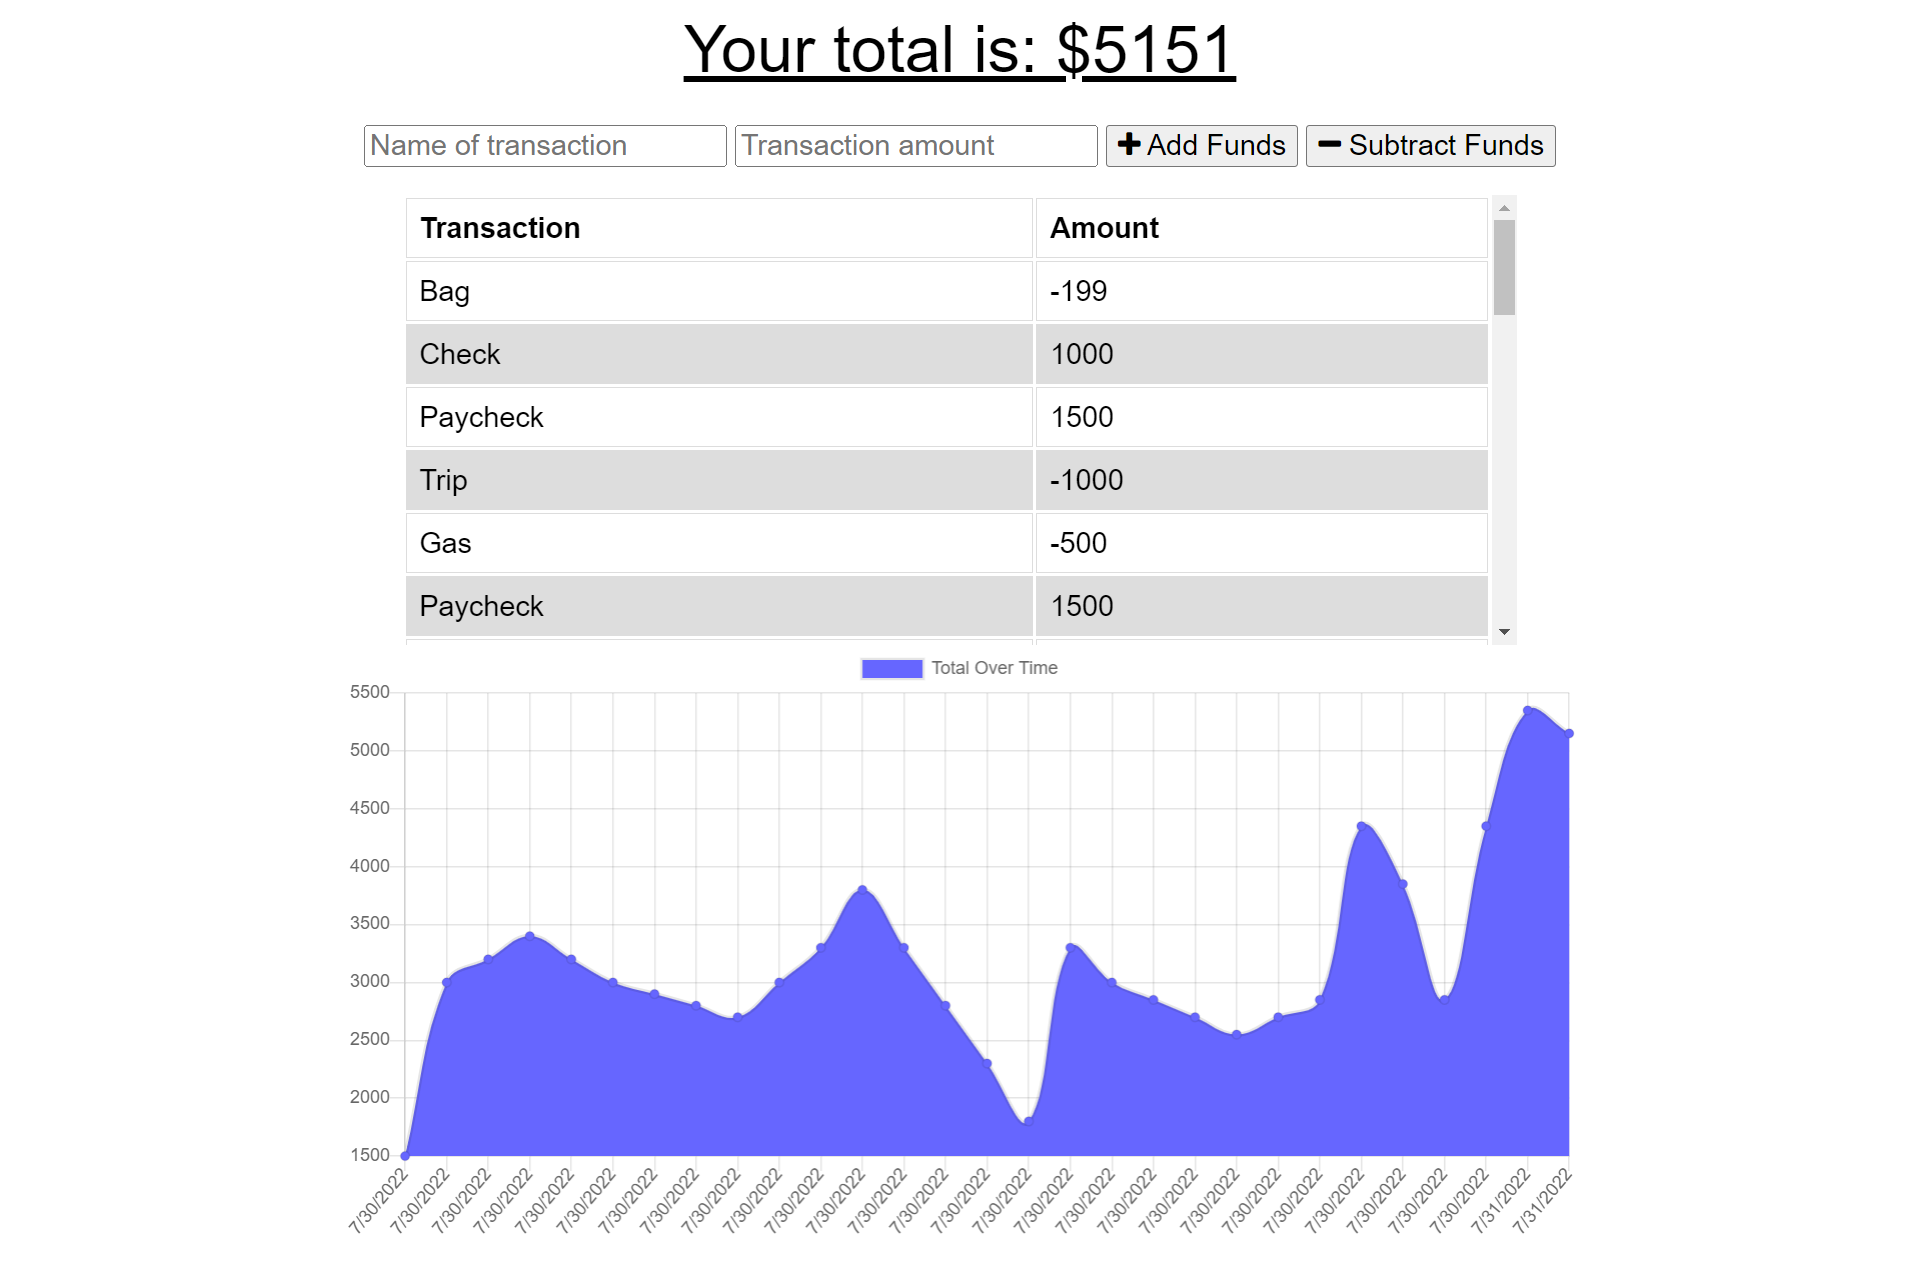 Your total is: $5151
Name of transaction Transaction amount Add Funds Subtract Funds
Transaction Amount
Bag -199
Check 1000
Paycheck 1500
Trip -1000
Gas -500
Paycheck 1500
Total Over Time
5500
5000
4500
4000
3500
3000
2500
2000
1500
7/30/2022 7/30/2022 7/30/2022 7/30/2022 7/30/2022 7/30/2022 7/30/2022 7/30/2022 7/30/2022 7/30/2022 7/30/2022 7/30/2022 7/30/2022 7/30/2022 7/30/2022 7/30/2022 7/30/2022 7/30/2022 7/30/2022 7/30/2022 7/30/2022 7/30/2022 7/30/2022 7/30/2022 7/30/2022 7/30/2022 7/30/2022 7/31/2022 7/31/2022